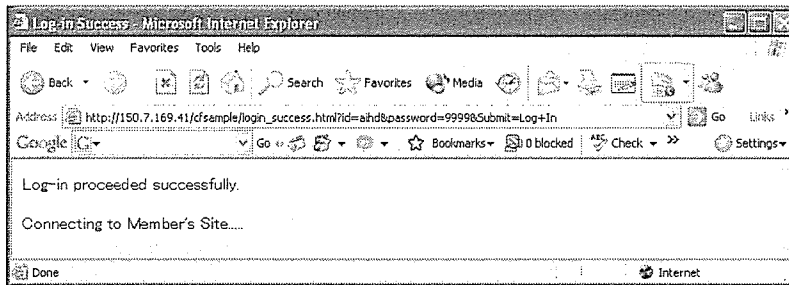 Log-in Success - Microsoft Internet Explorer
File Edit View Favorites Tools Help
Back Search Favorites Media
Address http://150.7.169.41/cfsample/login_success.html?id=aihd&password=9999&Submit=Log+In Go Links »
Google G Go Bookmarks 0 blocked ABC Check » Settings
Log-in proceeded successfully.
Connecting to Member's Site.....
Done Internet